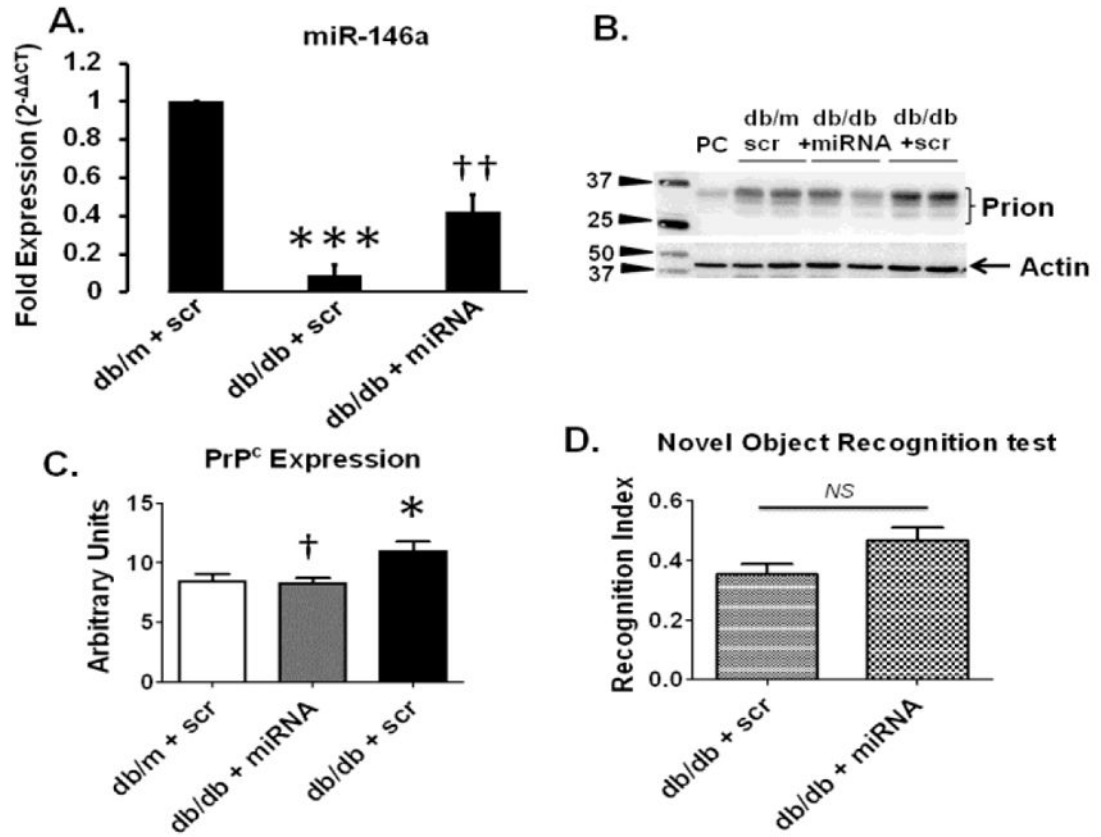 A.
miR-146a
Fold Expression (2-ΔΔCT)
1.2
1
0.8
0.6
0.4
0.2
0
***
††
db/m + scr
db/db + scr
db/db + miRNA
B.
db/m db/db db/db
PC scr +miRNA +scr
37
25
Prion
50
37
Actin
C.
PrPᶜ Expression
Arbitrary Units
15
10
5
0
†
*
db/m + scr
db/db + miRNA
db/db + scr
D.
Novel Object Recognition test
Recognition Index
0.6
0.4
0.2
0.0
NS
db/db + scr
db/db + miRNA